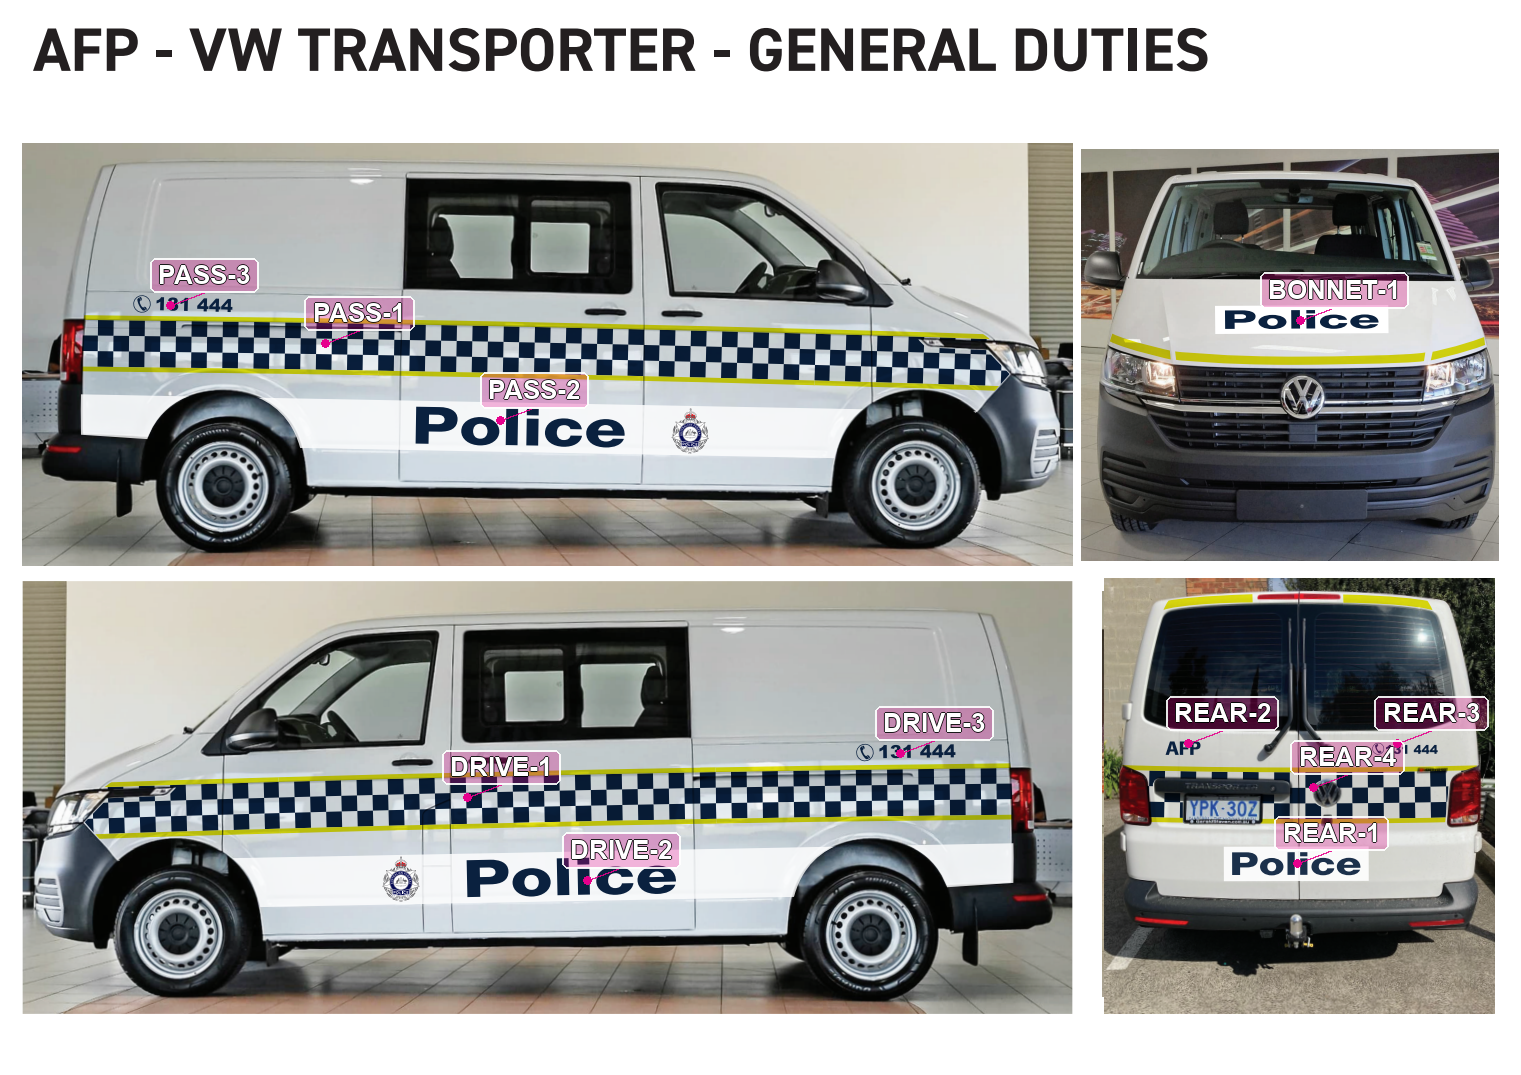 AFP - VW TRANSPORTER - GENERAL DUTIES
PASS-3
131 444
PASS-1
PASS-2
Police
BONNET-1
Police
DRIVE-3
131 444
DRIVE-1
DRIVE-2
Police
REAR-2
REAR-3
AFP
444
REAR-4
TRANSPORTER
YPK·30Z
REAR-1
Police